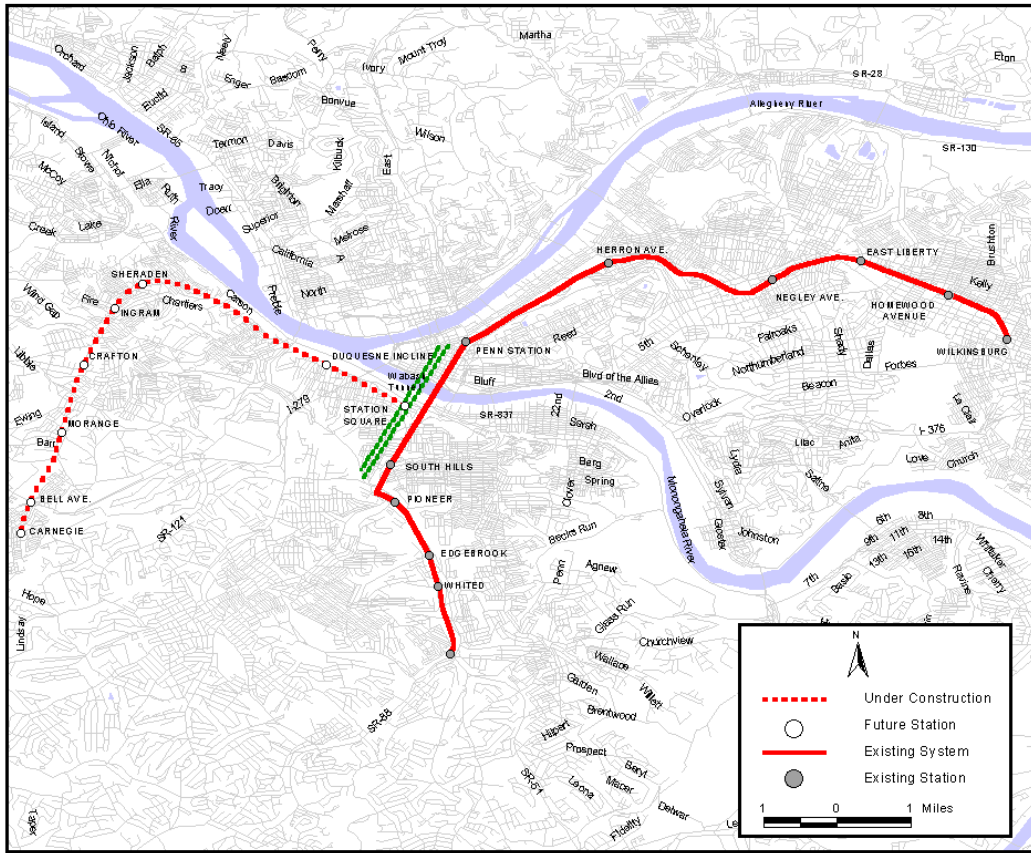 Martha
Perry
Neely
Mount Troy
Orchard
Jackson
Balph
Ivory
Eton
Enger
Bascom
SR-28
Euclid
Bonvue
Allegheny River
Ohio River
SR-65
Wilson
Island
Termon
Davis
Kilbuck
East
SR-130
Stowe
Nichol
McCoy
Ella
Ruth
Tracy
Brighton
Marshall
Doerr
Superior
Creek
Lake
River
Melrose
California
A
Brushton
HERRON AVE.
EAST LIBERTY
SHERADEN
Wind Gap
Fire
Chartiers
Carson
Preble
North
Kelly
NEGLEY AVE.
HOMEWOOD
AVENUE
INGRAM
Reed
5th
Schenley
Fairoaks
Northumberland
Shady
Dallas
Forbes
WILKINSBURG
PENN STATION
CRAFTON
DUQUESNE INCLINE
Wabash
Tunnel
Bluff
Blvd of the Allies
Beacon
2nd
22nd
I-279
STATION
SQUARE
SR-837
Overlook
La Clair
Ewing
Barr
MORANGE
Sarah
I- 376
Lilac
Anita
Love
Church
SOUTH HILLS
Berg
Spring
Clover
Lydia
Sylvan
Saline
BELL AVE.
PIONEER
Monongahela River
Gloster
Johnston
CARNEGIE
SR-121
Becks Run
6th
8th
9th
11th
14th
13th
16th
Whittaker
Cherry
Ravine
7th
Basic
EDGEBROOK
Penn
Agnew
WHITED
Hope
Lindsay
Glass Run
Churchview
Wallace
Willett
Garden
Brentwood
SR-88
Hilpert
Prospect
SR-51
Leona
Beryl
Macer
Delwar
Fidelity
N
Under Construction
Future Station
Existing System
Existing Station
1 0 1 Miles